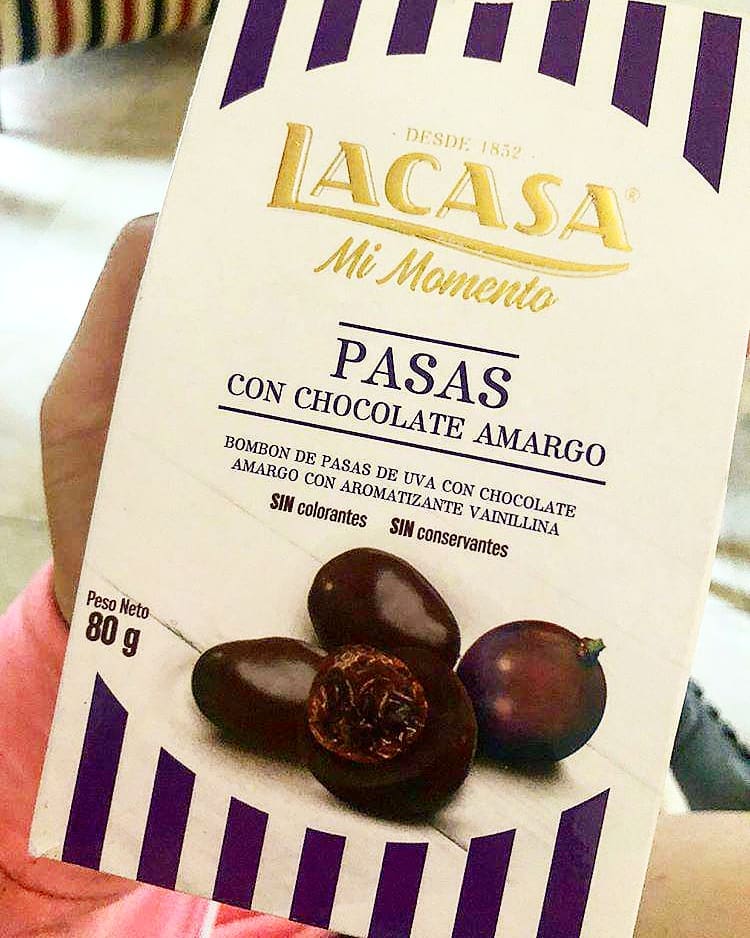 · DESDE 1852 ·
LACASA®
Mi Momento
PASAS
CON CHOCOLATE AMARGO
BOMBON DE PASAS DE UVA CON CHOCOLATE
AMARGO CON AROMATIZANTE VAINILLINA
SIN colorantes SIN conservantes
Peso Neto
80 g